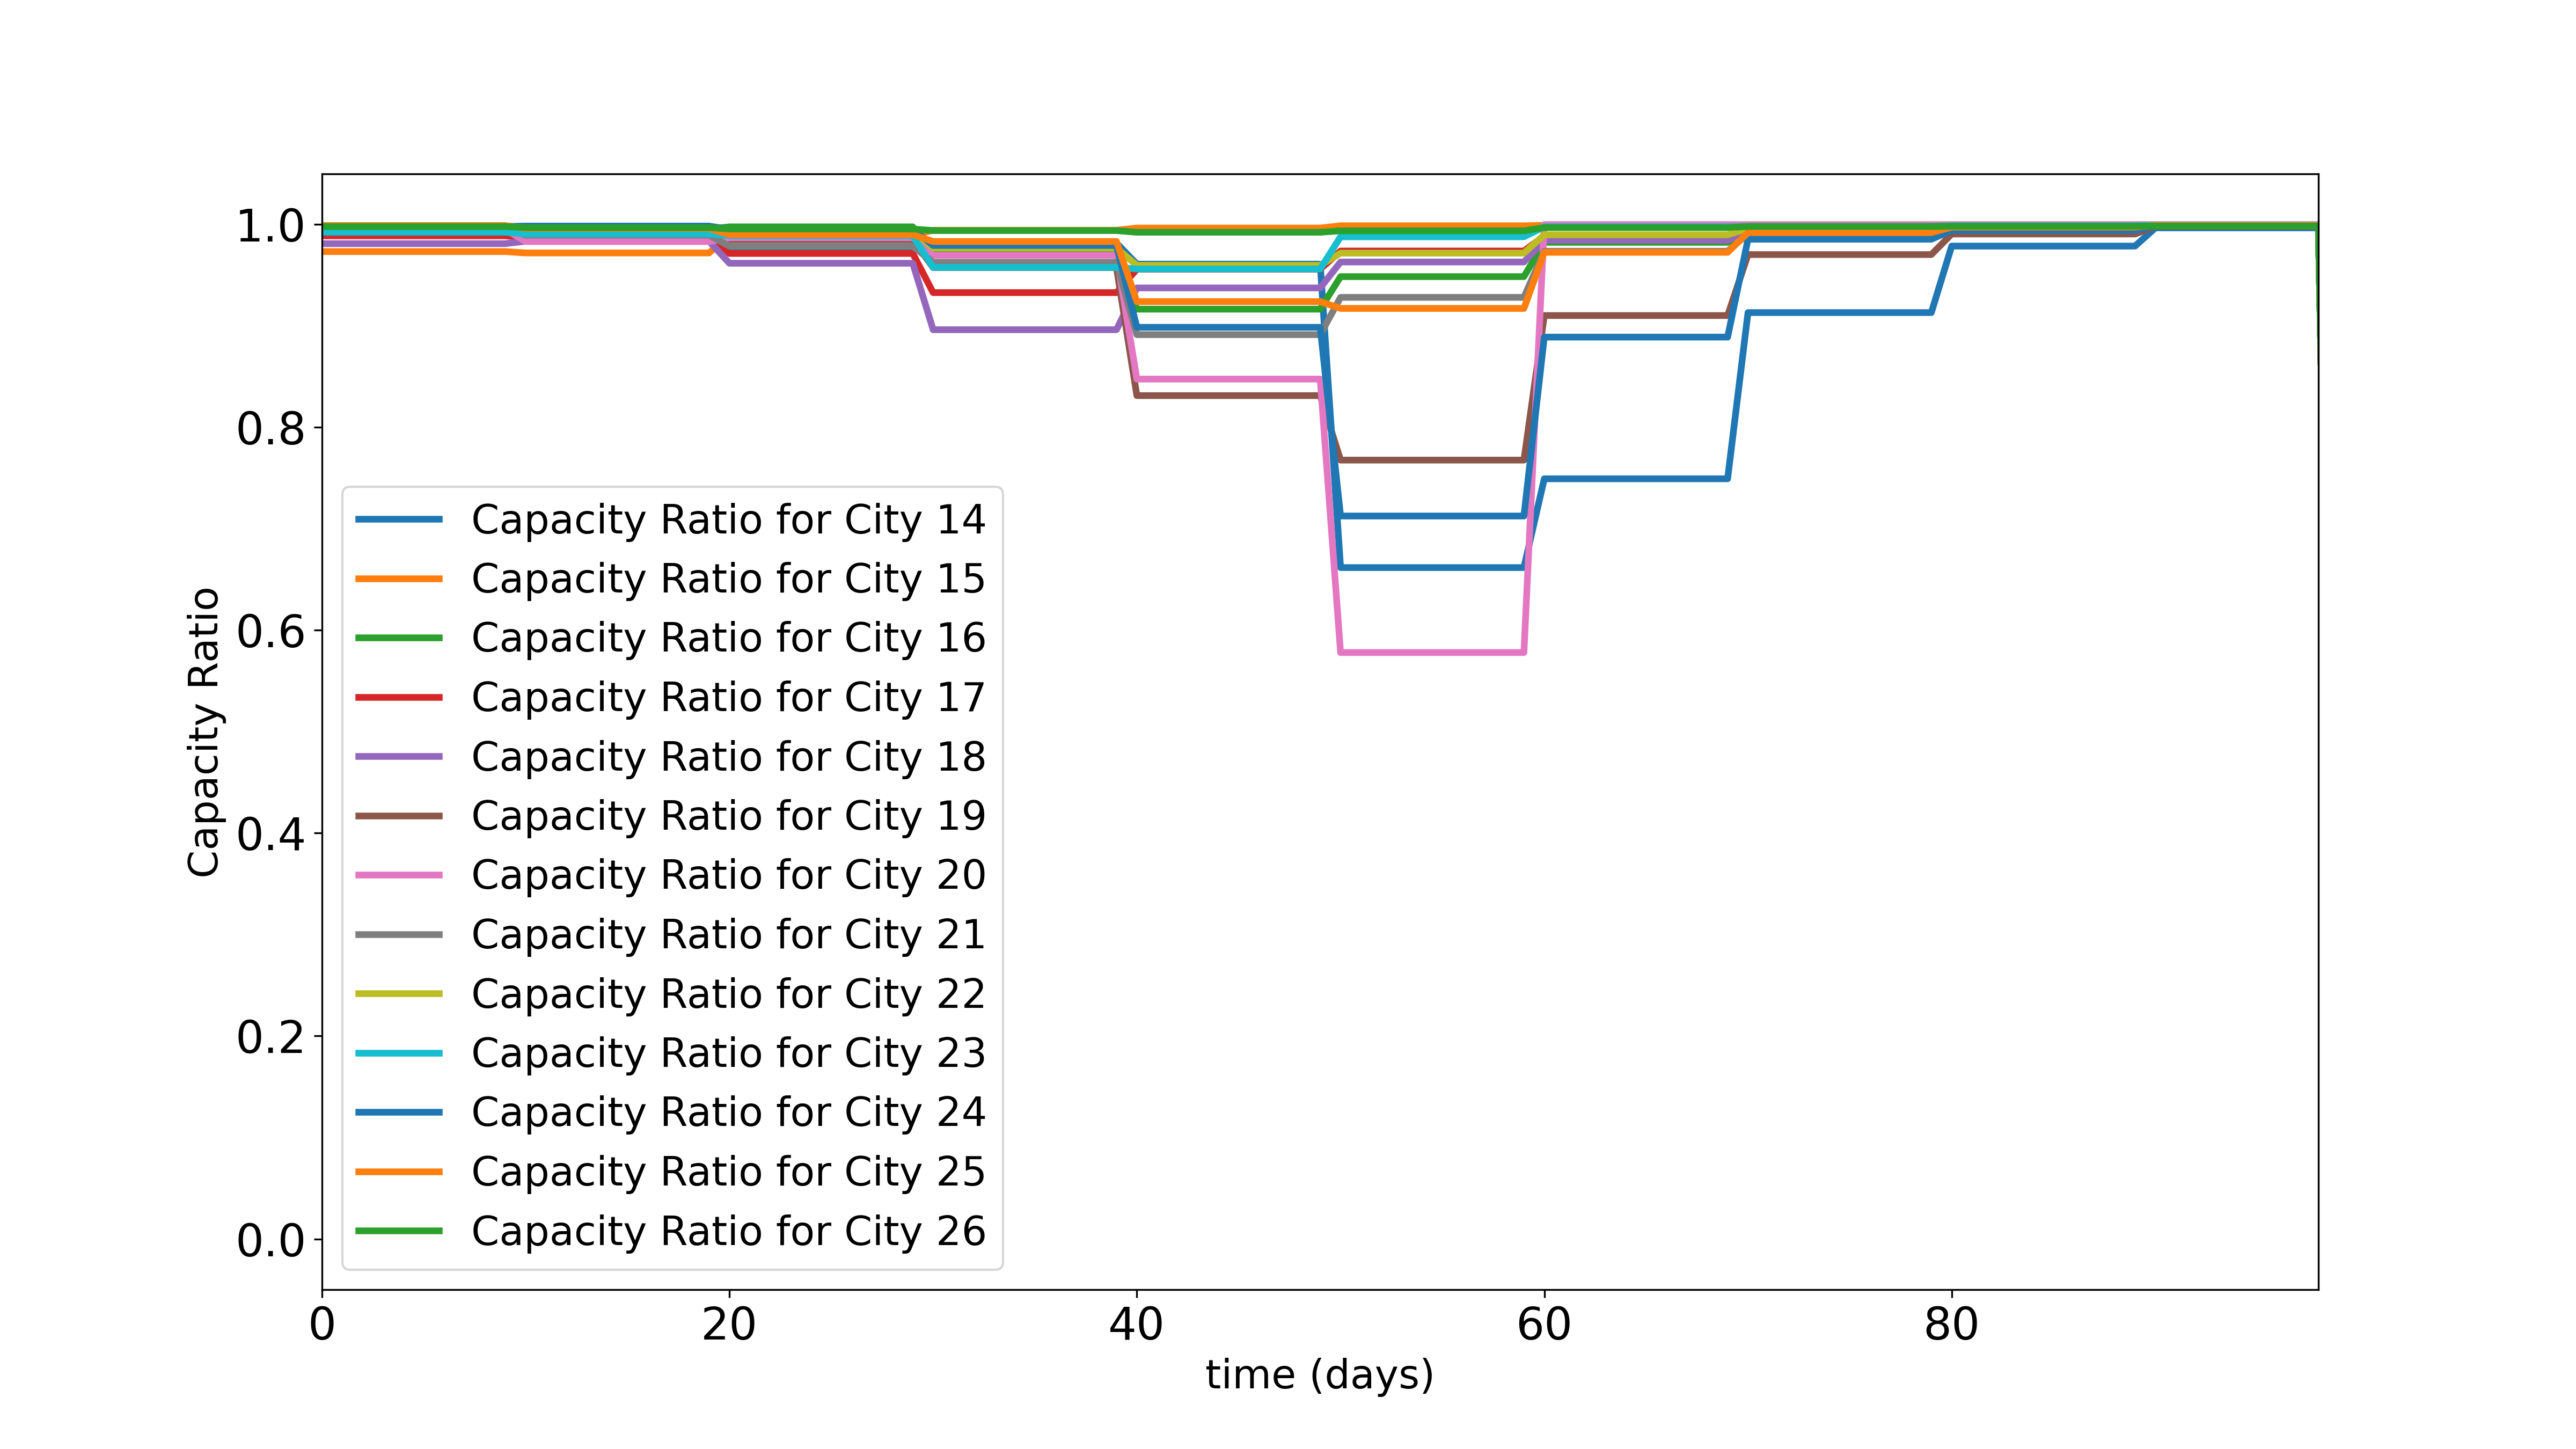 1.0
0.8
0.6
0.4
0.2
0.0
Capacity Ratio
Capacity Ratio for City 14
Capacity Ratio for City 15
Capacity Ratio for City 16
Capacity Ratio for City 17
Capacity Ratio for City 18
Capacity Ratio for City 19
Capacity Ratio for City 20
Capacity Ratio for City 21
Capacity Ratio for City 22
Capacity Ratio for City 23
Capacity Ratio for City 24
Capacity Ratio for City 25
Capacity Ratio for City 26
0 20 40 60 80
time (days)